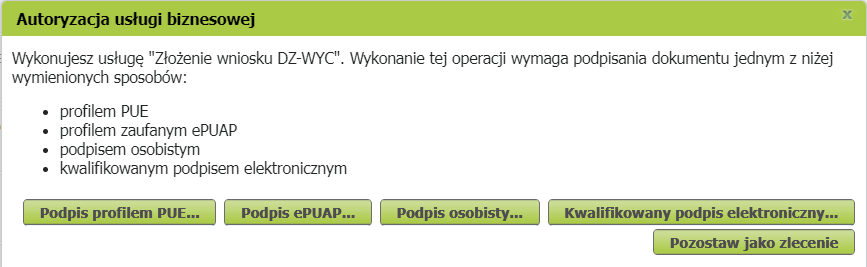 Autoryzacja usługi biznesowej x
Wykonujesz usługę "Złożenie wniosku DZ-WYC". Wykonanie tej operacji wymaga podpisania dokumentu jednym z niżej
wymienionych sposobów:
• profilem PUE
• profilem zaufanym ePUAP
• podpisem osobistym
• kwalifikowanym podpisem elektronicznym
Podpis profilem PUE... Podpis ePUAP... Podpis osobisty... Kwalifikowany podpis elektroniczny...
Pozostaw jako zlecenie